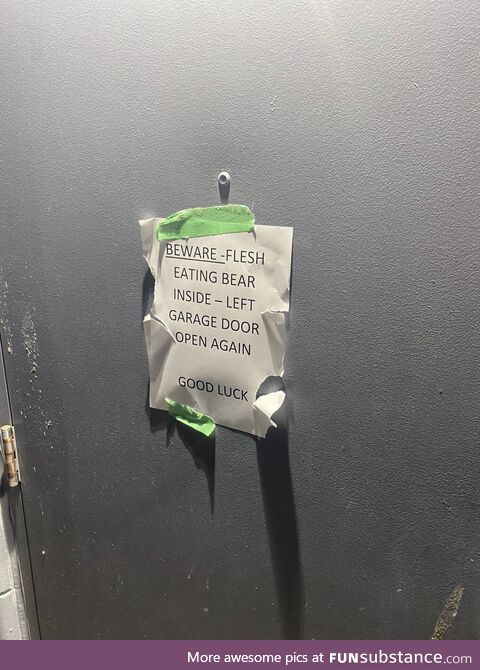 BEWARE -FLESH
EATING BEAR
INSIDE – LEFT
GARAGE DOOR
OPEN AGAIN
GOOD LUCK
More awesome pics at FUNsubstance.com